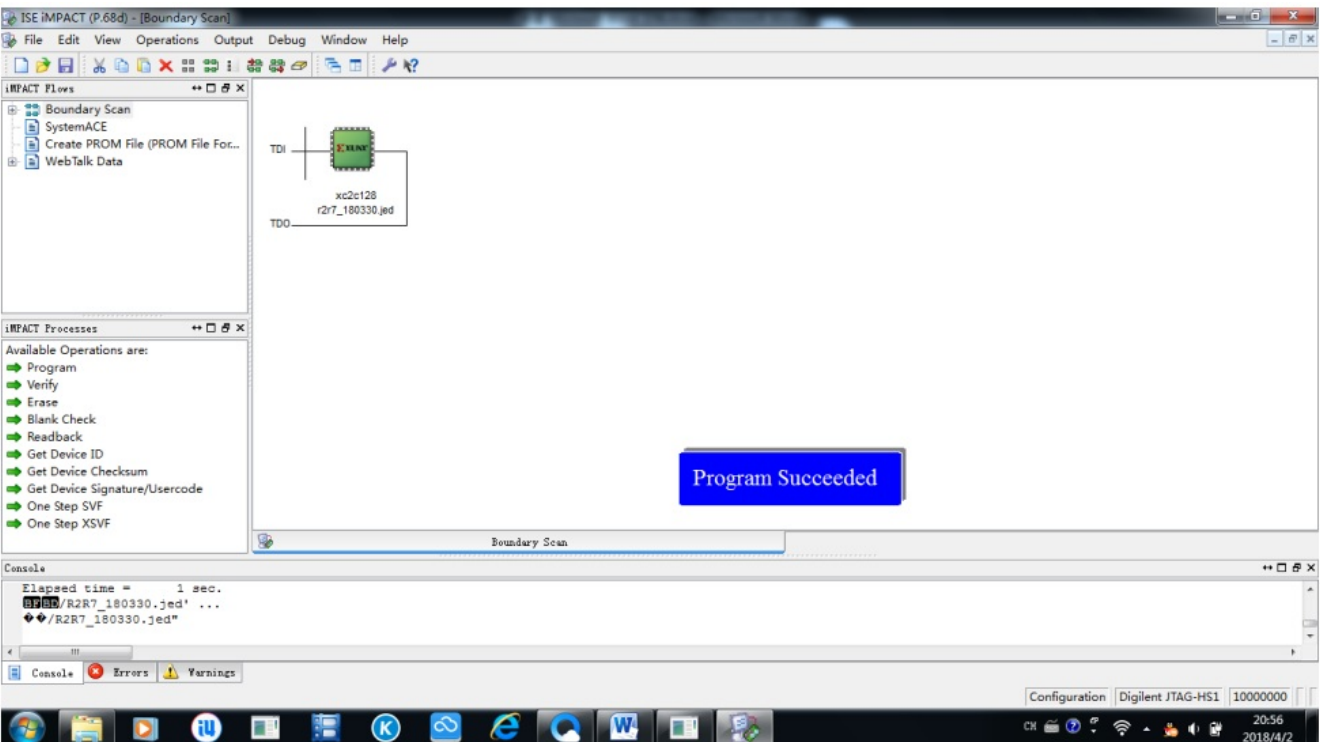 ISE iMPACT (P.68d) - [Boundary Scan]
File Edit View Operations Output Debug Window Help
iMPACT Flows
Boundary Scan
SystemACE
Create PROM File (PROM File For...
WebTalk Data
TDI
XILINX
xc2c128
r2r7_180330.jed
TDO
iMPACT Processes
Available Operations are:
Program
Verify
Erase
Blank Check
Readback
Get Device ID
Get Device Checksum
Get Device Signature/Usercode
One Step SVF
One Step XSVF
Program Succeeded
Boundary Scan
Console
Elapsed time = 1 sec.
BFBD/R2R7_180330.jed' ...
��/R2R7_180330.jed"
Console Errors Warnings
Configuration Digilent JTAG-HS1 10000000
CH 20:56
2018/4/2